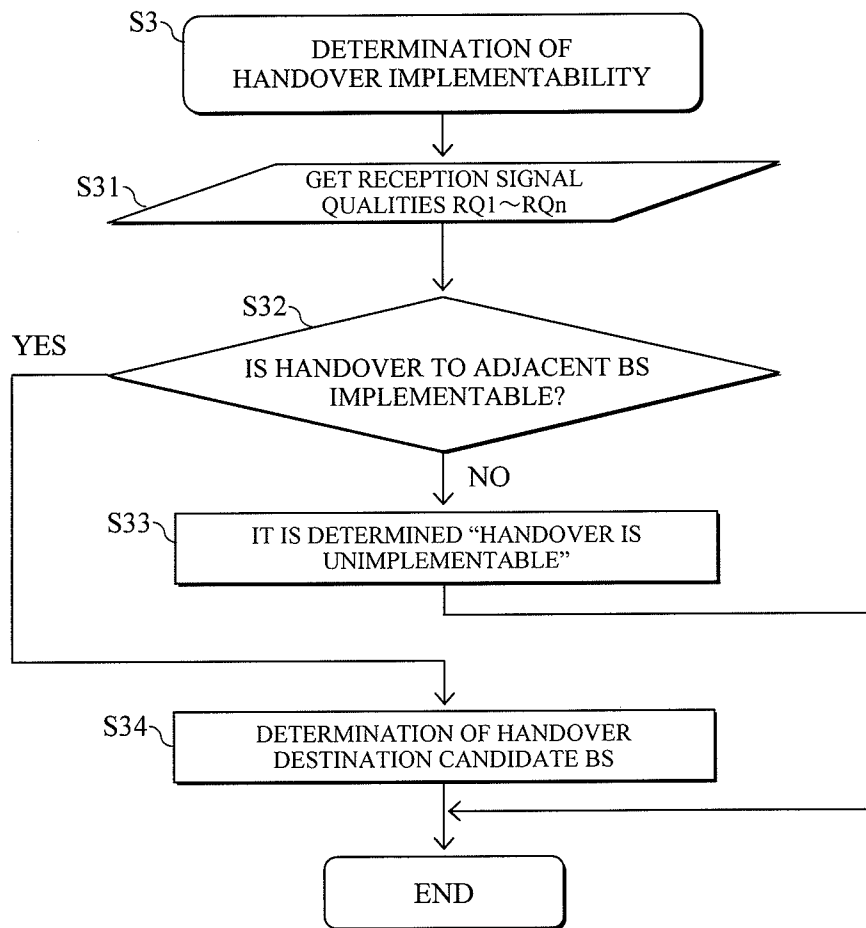 S3
DETERMINATION OF
HANDOVER IMPLEMENTABILITY
S31
GET RECEPTION SIGNAL
QUALITIES RQ1～RQn
S32
YES
IS HANDOVER TO ADJACENT BS
IMPLEMENTABLE?
NO
S33
IT IS DETERMINED “HANDOVER IS
UNIMPLEMENTABLE”
S34
DETERMINATION OF HANDOVER
DESTINATION CANDIDATE BS
END